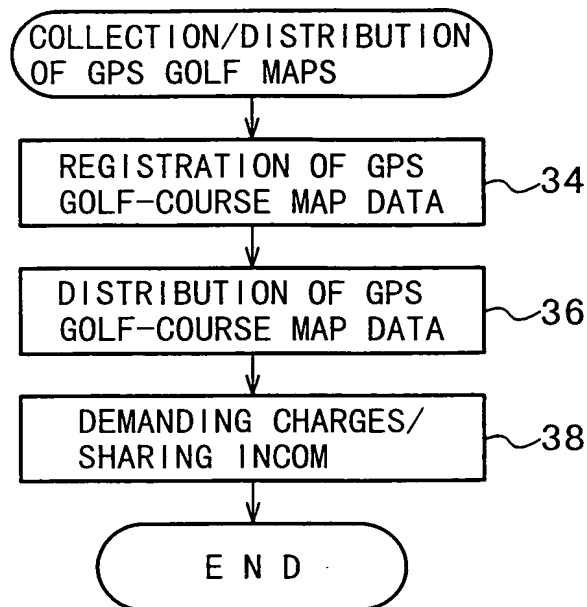 COLLECTION/DISTRIBUTION
OF GPS GOLF MAPS
REGISTRATION OF GPS
GOLF-COURSE MAP DATA
34
DISTRIBUTION OF GPS
GOLF-COURSE MAP DATA
36
DEMANDING CHARGES/
SHARING INCOM
38
END